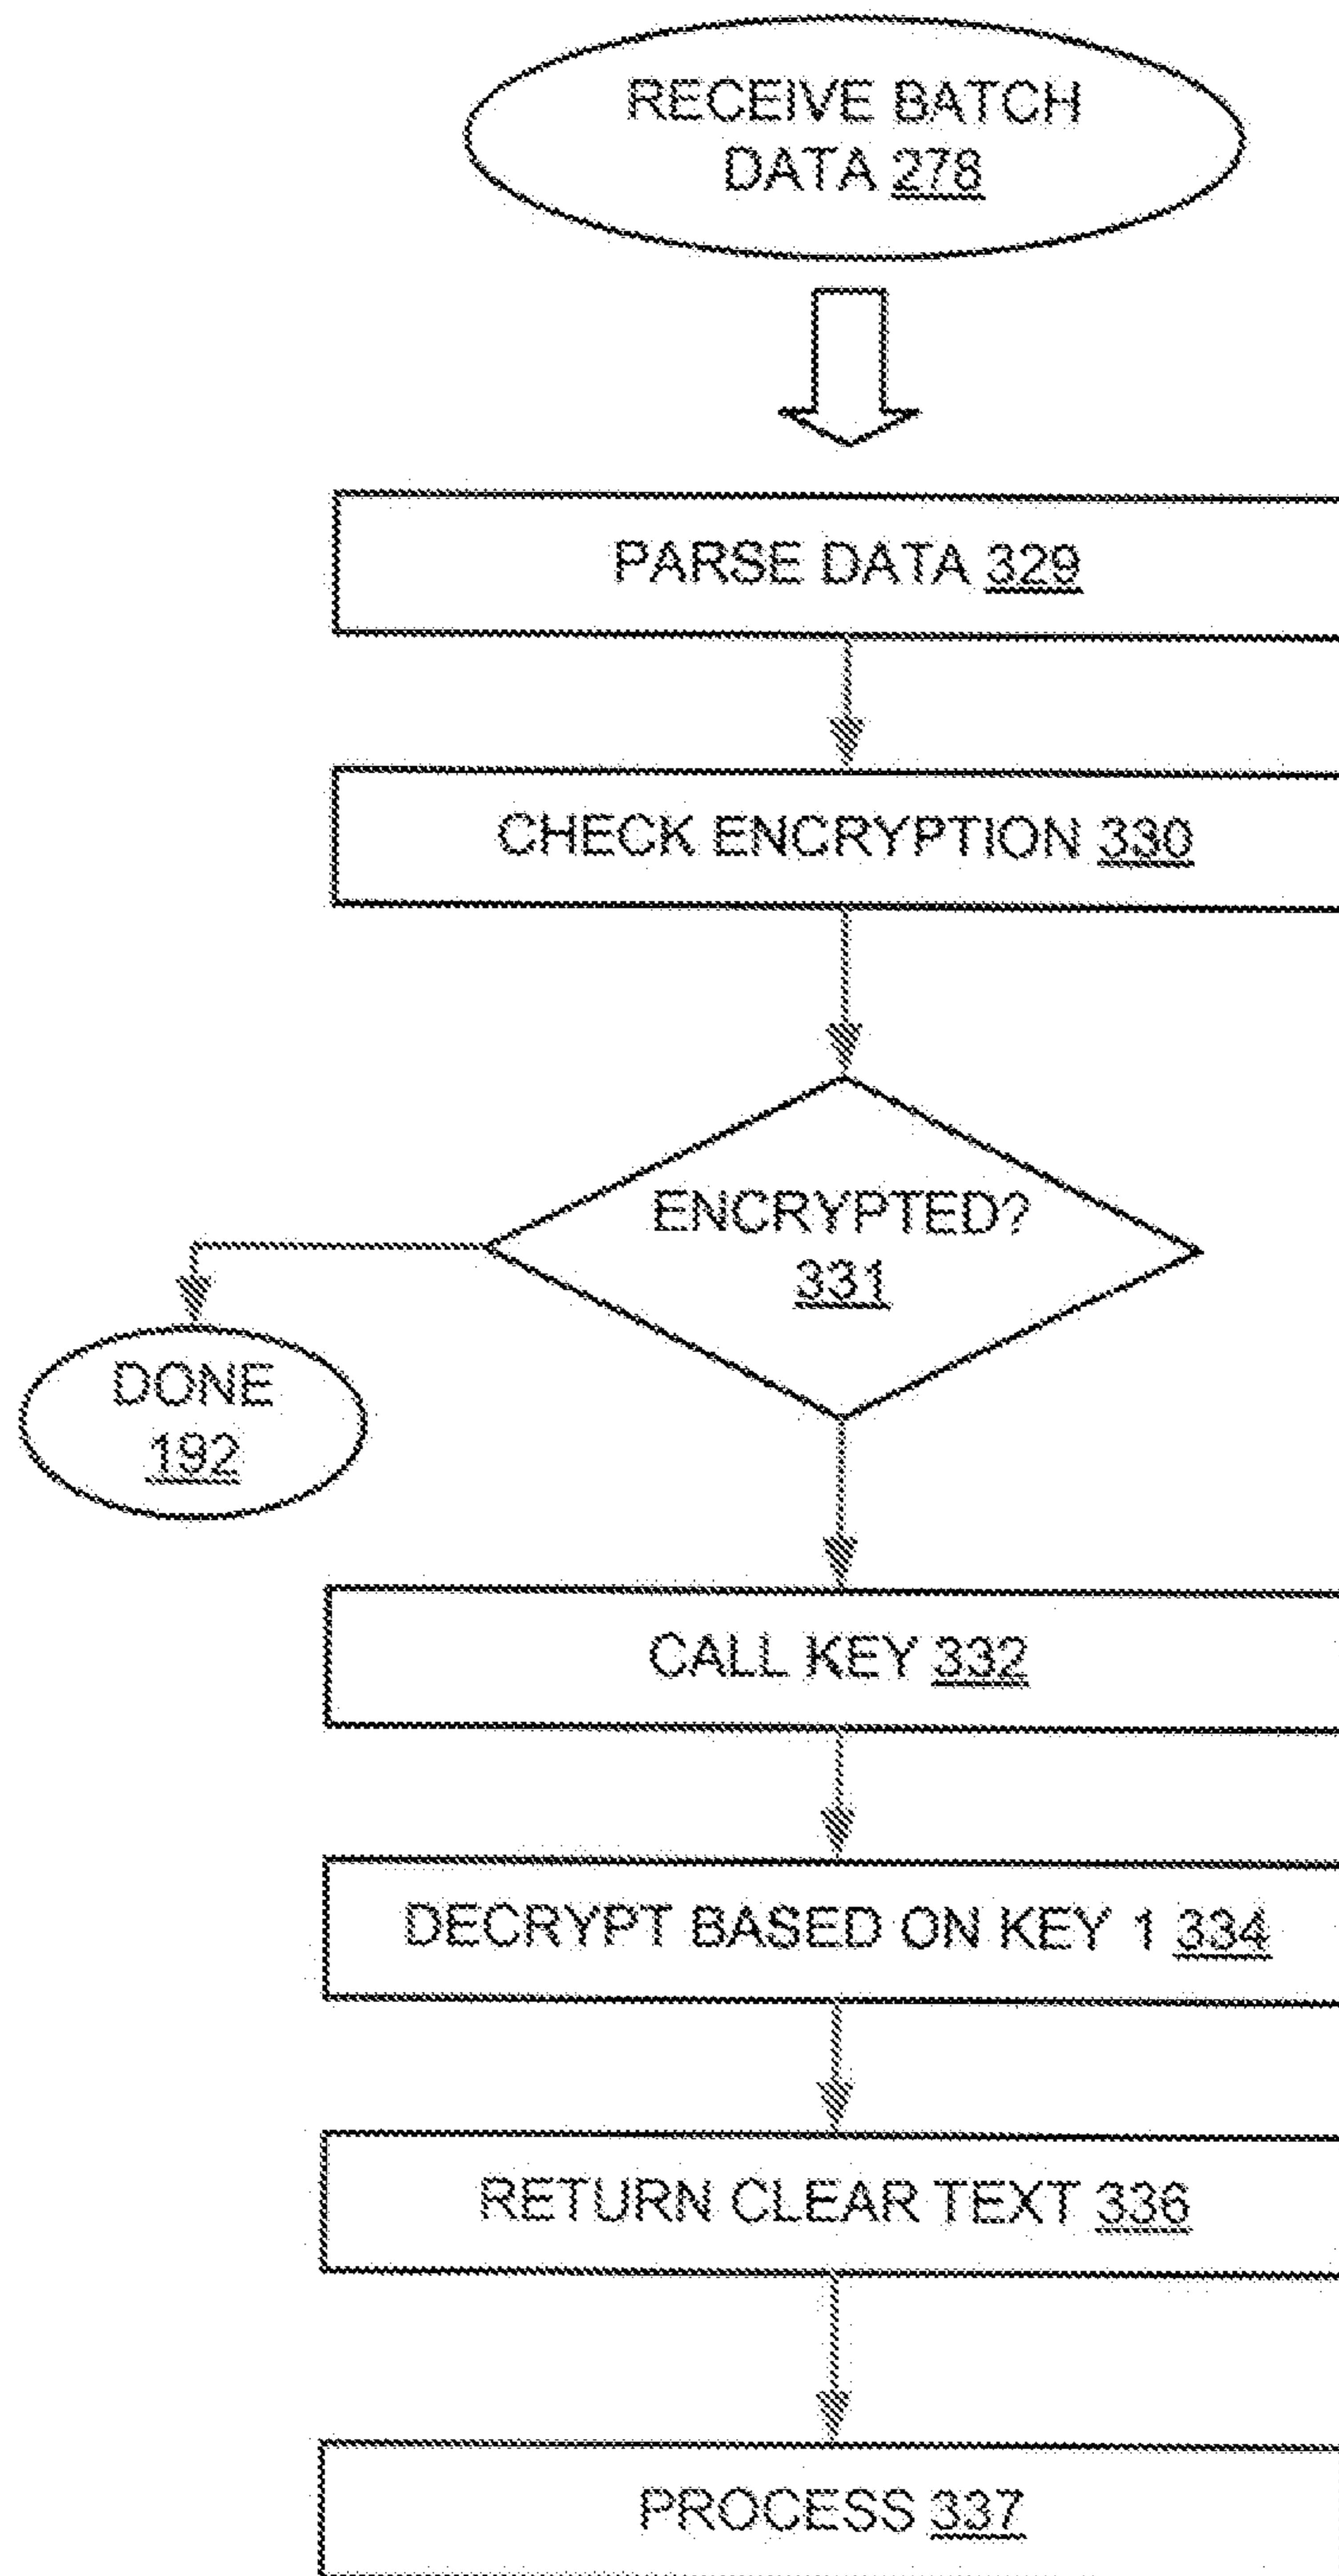 RECEIVE BATCH
DATA 278
PARSE DATA 329
CHECK ENCRYPTION 330
ENCRYPTED?
331
DONE
192
CALL KEY 332
DECRYPT BASED ON KEY 1 334
RETURN CLEAR TEXT 336
PROCESS 337